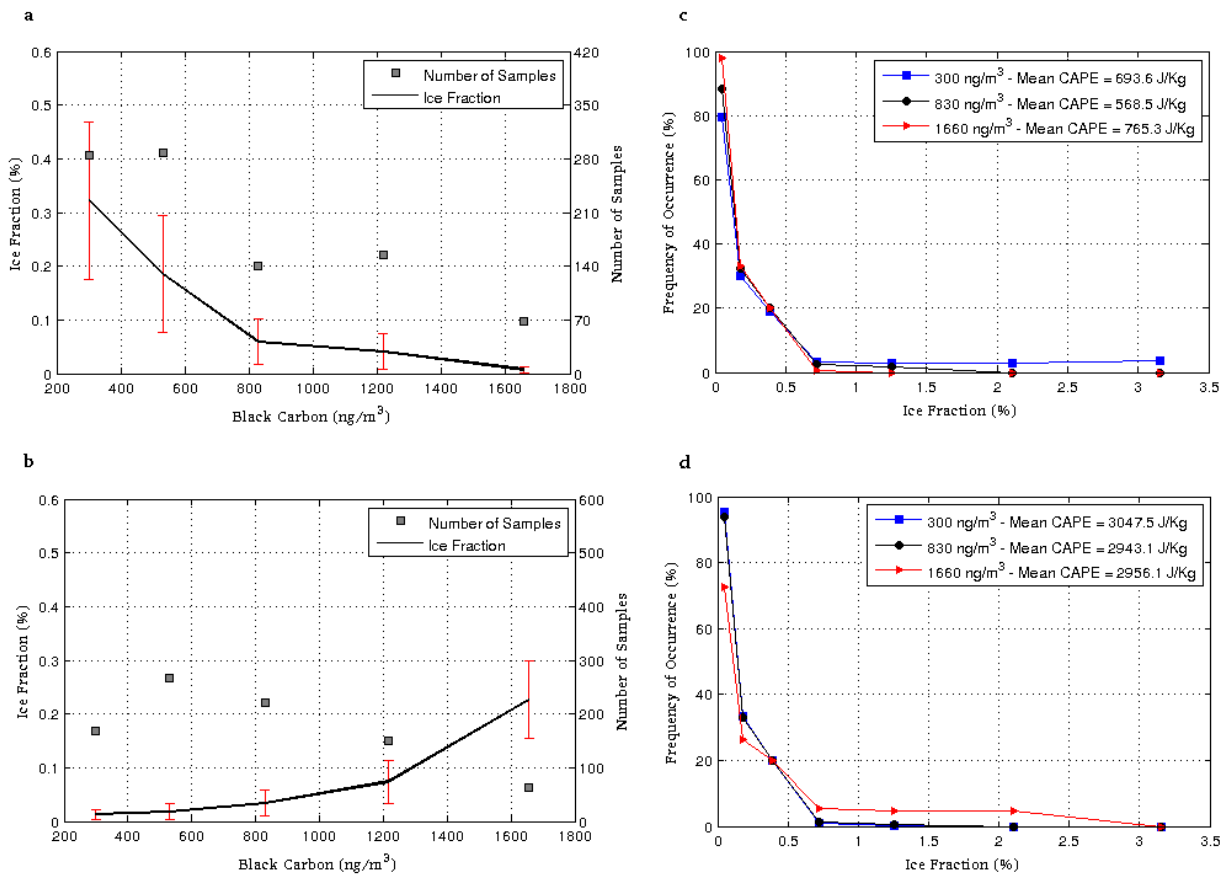 a
0.6
0.5
0.4
0.3
0.2
0.1
0
Ice Fraction (%)
420
350
280
210
140
70
0
Number of Samples
Number of Samples
Ice Fraction
200 400 600 800 1000 1200 1400 1600 1800
Black Carbon (ng/m³)
c
100
80
60
40
20
0
Frequency of Occurrence (%)
300 ng/m³ - Mean CAPE = 693.6 J/Kg
830 ng/m³ - Mean CAPE = 568.5 J/Kg
1660 ng/m³ - Mean CAPE = 765.3 J/Kg
0 0.5 1 1.5 2 2.5 3 3.5
Ice Fraction (%)
b
0.6
0.5
0.4
0.3
0.2
0.1
0
Ice Fraction (%)
600
500
400
300
200
100
0
Number of Samples
Number of Samples
Ice Fraction
200 400 600 800 1000 1200 1400 1600 1800
Black Carbon (ng/m³)
d
100
80
60
40
20
0
Frequency of Occurrence (%)
300 ng/m³ - Mean CAPE = 3047.5 J/Kg
830 ng/m³ - Mean CAPE = 2943.1 J/Kg
1660 ng/m³ - Mean CAPE = 2956.1 J/Kg
0 0.5 1 1.5 2 2.5 3 3.5
Ice Fraction (%)